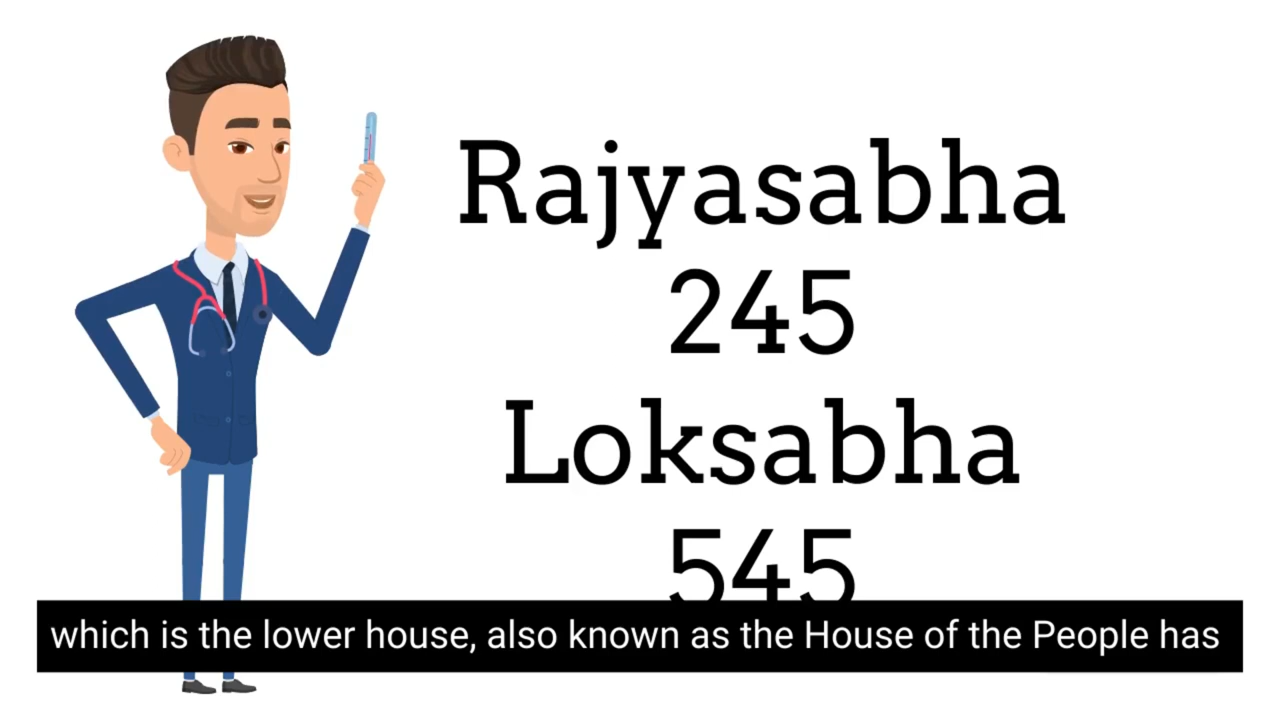 Rajyasabha
245
Loksabha
545
which is the lower house, also known as the House of the People has